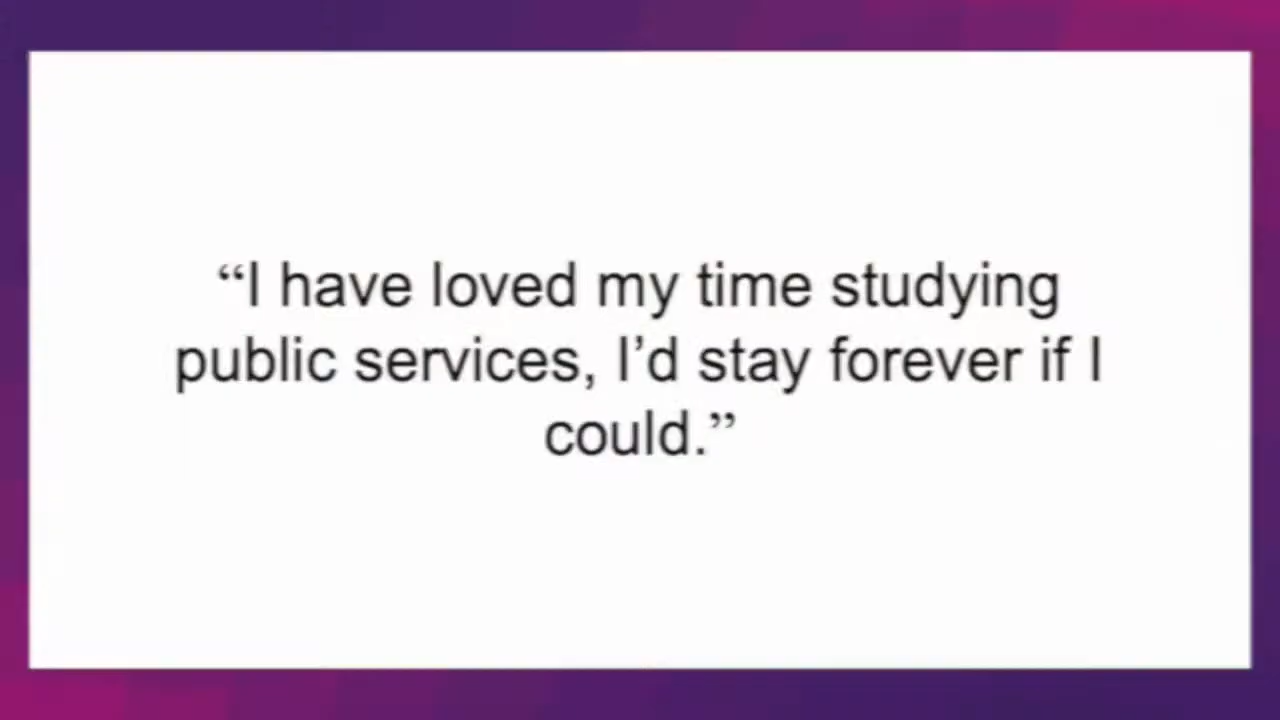 “I have loved my time studying
public services, I’d stay forever if I
could.”